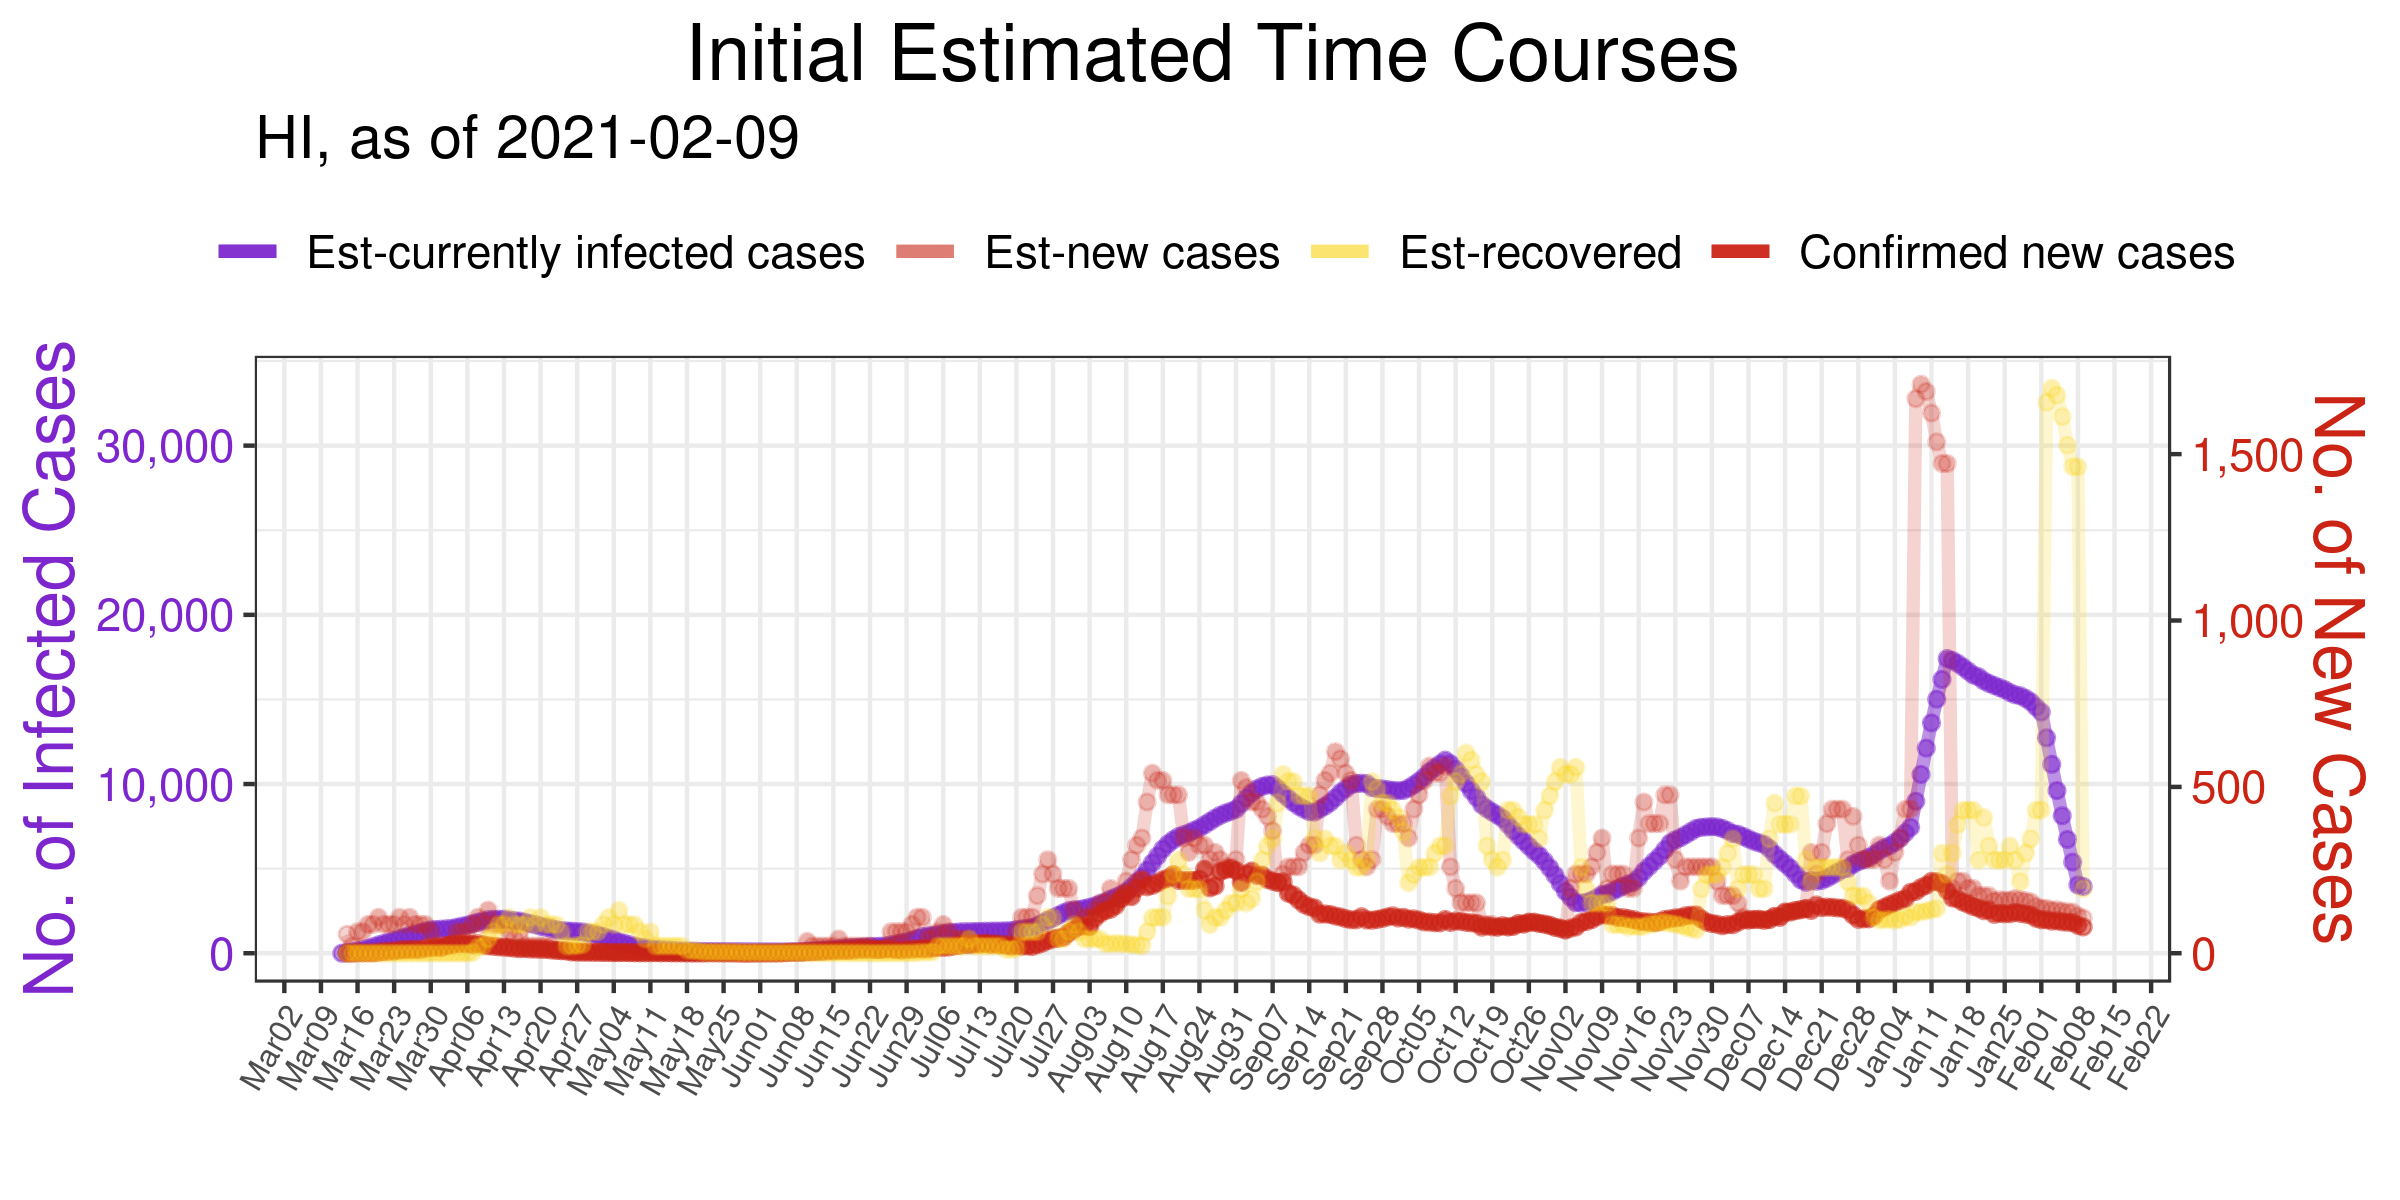 Initial Estimated Time Courses
HI, as of 2021-02-09
Est-currently infected cases Est-new cases Est-recovered Confirmed new cases
No. of Infected Cases
30,000
20,000
10,000
0
1,500
1,000
500
0
No. of New Cases
Mar02 Mar09 Mar16 Mar23 Mar30 Apr06 Apr13 Apr20 Apr27 May04 May11 May18 May25 Jun01 Jun08 Jun15 Jun22 Jun29 Jul06 Jul13 Jul20 Jul27 Aug03 Aug10 Aug17 Aug24 Aug31 Sep07 Sep14 Sep21 Sep28 Oct05 Oct12 Oct19 Oct26 Nov02 Nov09 Nov16 Nov23 Nov30 Dec07 Dec14 Dec21 Dec28 Jan04 Jan11 Jan18 Jan25 Feb01 Feb08 Feb15 Feb22